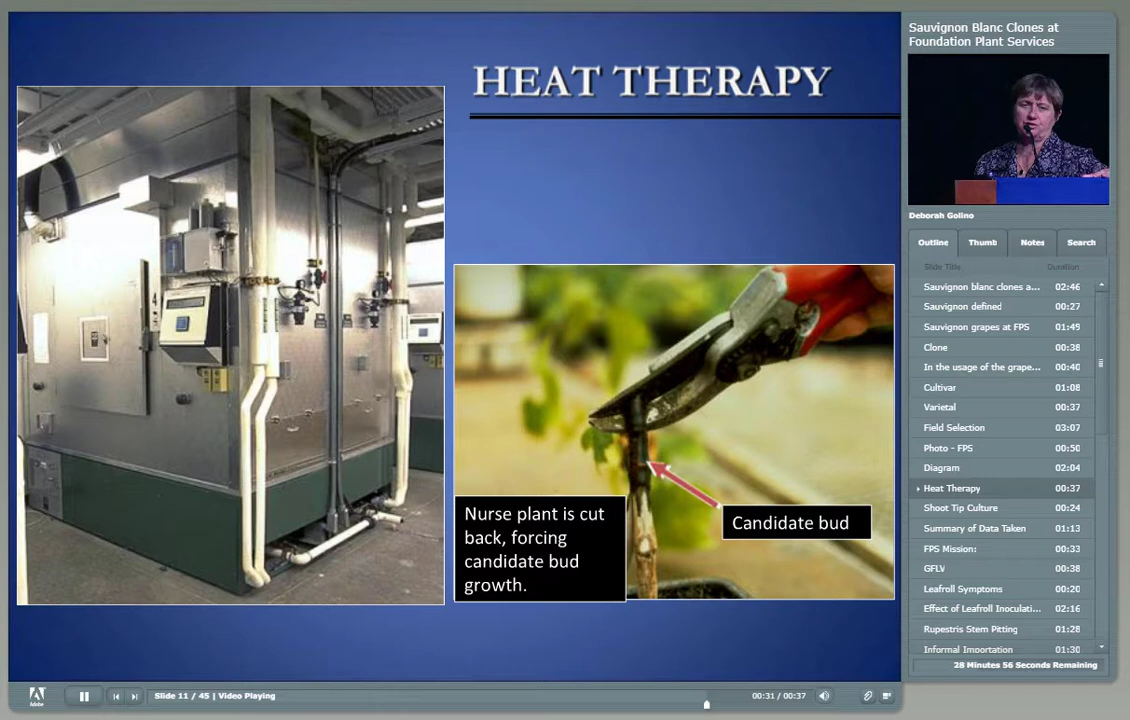 HEAT THERAPY
Nurse plant is cut
back, forcing
candidate bud
growth.
Candidate bud
Sauvignon Blanc Clones at
Foundation Plant Services
Deborah Golino
Outline
Thumb
Notes
Search
Slide Title Duration
Sauvignon blanc clones a... 02:46
Sauvignon defined 00:27
Sauvignon grapes at FPS 01:49
Clone 00:38
In the usage of the grape... 00:40
Cultivar 01:08
Varietal 00:37
Field Selection 03:07
Photo - FPS 00:50
Diagram 02:04
Heat Therapy 00:37
Shoot Tip Culture 00:24
Summary of Data Taken 01:13
FPS Mission: 00:33
GFLV 00:38
Leafroll Symptoms 00:20
Effect of Leafroll Inoculati... 02:16
Rupestris Stem Pitting 01:28
Informal Importation 01:30
28 Minutes 56 Seconds Remaining
Adobe
Slide 11 / 45 | Video Playing
00:31 / 00:37